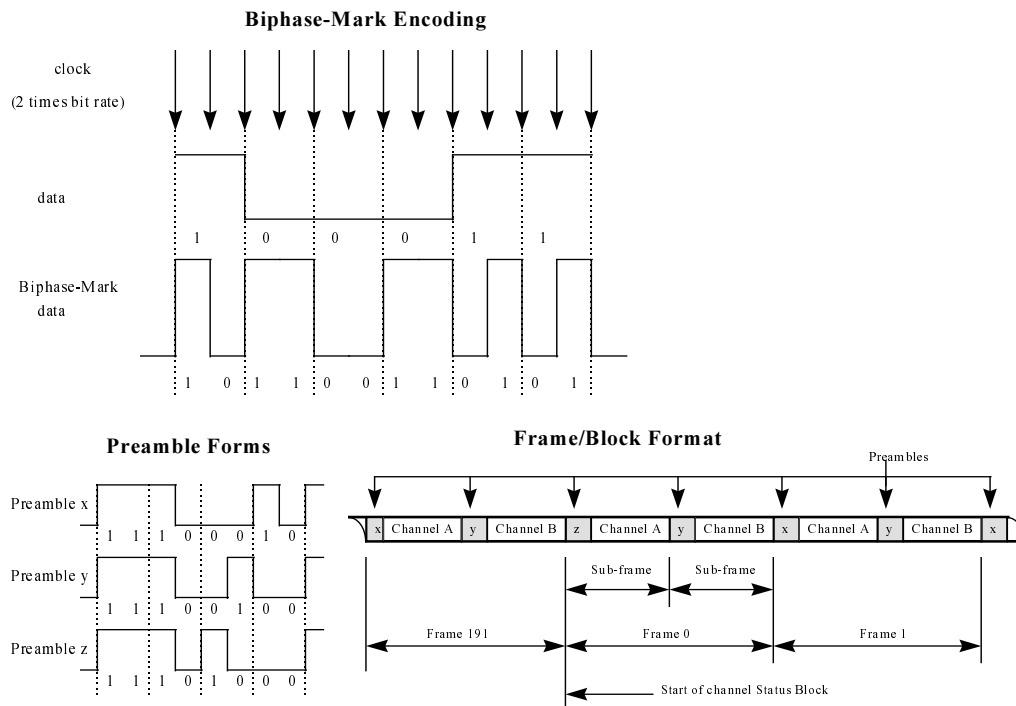 Biphase-Mark Encoding
clock
(2 times bit rate)
data
1 0 0 0 1 1
Biphase-Mark
data
1 0 1 1 0 0 1 1 0 1 0 1
Preamble Forms
Preamble x
1 1 1 0 0 0 1 0
Preamble y
1 1 1 0 0 1 0 0
Preamble z
1 1 1 0 1 0 0 0
Frame/Block Format
Preambles
x Channel A y Channel B z Channel A y Channel B x Channel A y Channel B x
Sub-frame Sub-frame
Frame 191 Frame 0 Frame 1
Start of channel Status Block